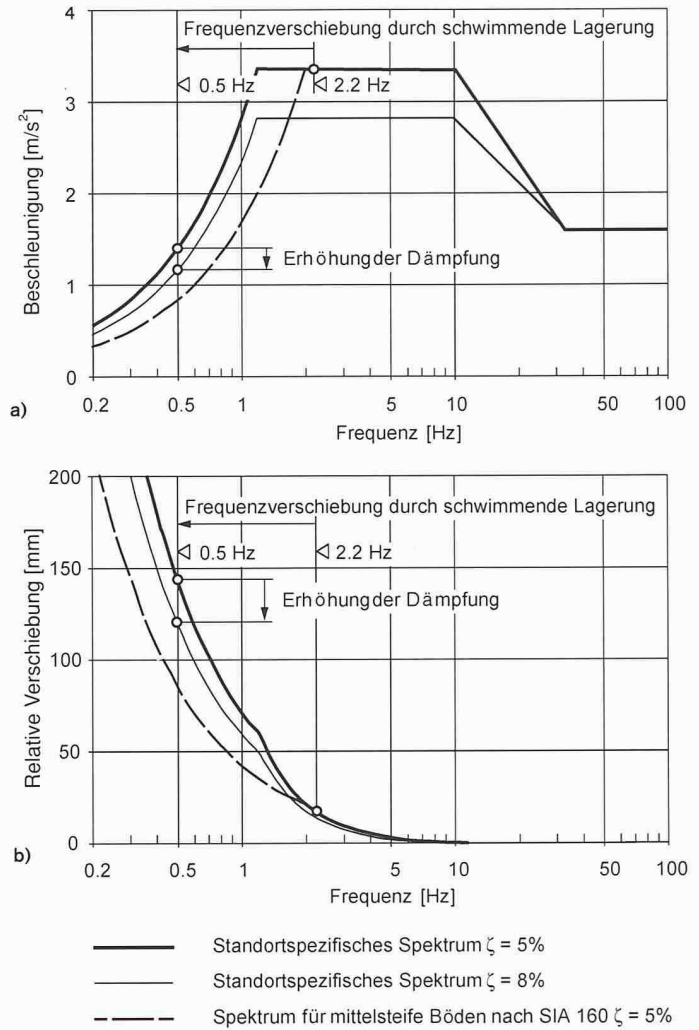 4
Frequenzverschiebung durch schwimmende Lagerung
0.5 Hz
2.2 Hz
3
2
1
0
Erhöhung der Dämpfung
Beschleunigung [m/s²]
0.2 0.5 1 5 10 50 100
a)
Frequenz [Hz]
200
Frequenzverschiebung durch schwimmende Lagerung
0.5 Hz
2.2 Hz
150
Erhöhung der Dämpfung
100
50
0
Relative Verschiebung [mm]
b)
0.2 0.5 1 5 10 50 100
Frequenz [Hz]
Standortspezifisches Spektrum ζ = 5%
Standortspezifisches Spektrum ζ = 8%
Spektrum für mittelsteife Böden nach SIA 160 ζ = 5%